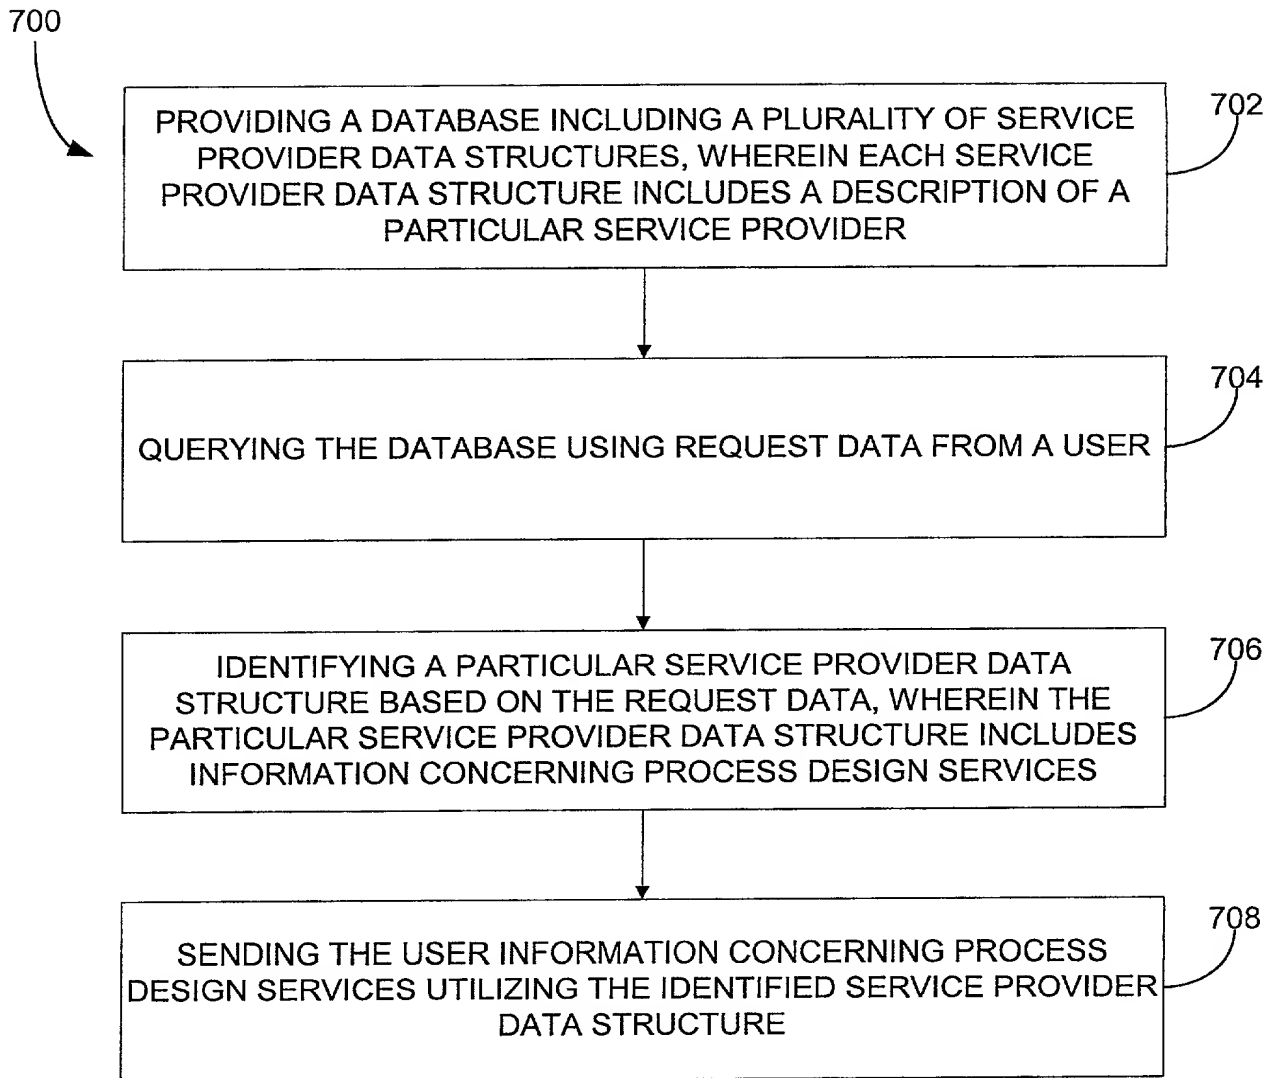 700
702
PROVIDING A DATABASE INCLUDING A PLURALITY OF SERVICE
PROVIDER DATA STRUCTURES, WHEREIN EACH SERVICE
PROVIDER DATA STRUCTURE INCLUDES A DESCRIPTION OF A
PARTICULAR SERVICE PROVIDER
704
QUERYING THE DATABASE USING REQUEST DATA FROM A USER
706
IDENTIFYING A PARTICULAR SERVICE PROVIDER DATA
STRUCTURE BASED ON THE REQUEST DATA, WHEREIN THE
PARTICULAR SERVICE PROVIDER DATA STRUCTURE INCLUDES
INFORMATION CONCERNING PROCESS DESIGN SERVICES
708
SENDING THE USER INFORMATION CONCERNING PROCESS
DESIGN SERVICES UTILIZING THE IDENTIFIED SERVICE PROVIDER
DATA STRUCTURE